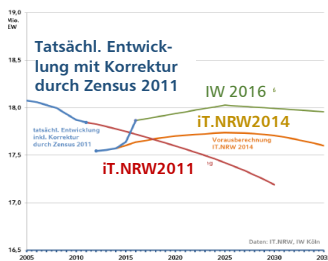 19,0
Mio.
EW
Tatsächl. Entwick-
lung mit Korrektur
durch Zensus 2011
18,5
IW 2016 6
18,0
iT.NRW2014
tatsächl. Entwicklung
inkl. Korrektur
durch Zensus 2011
Vorausberechnung
IT.NRW 2014
17,5
iT.NRW2011
17,0
Daten: IT.NRW, IW Köln
16,5
2005
2010
2015
2020
2025
2030
203